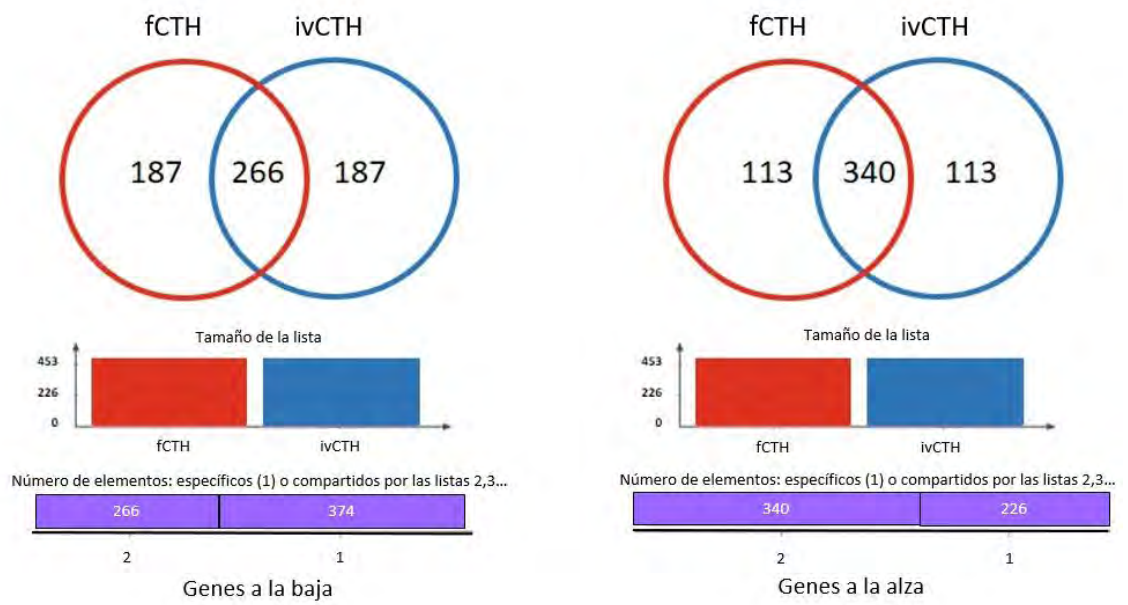 fCTH ivCTH
187 266 187
Tamaño de la lista
453
226
0
fCTH ivCTH
Número de elementos: específicos (1) o compartidos por las listas 2,3...
266 374
2 1
Genes a la baja
fCTH ivCTH
113 340 113
Tamaño de la lista
453
226
0
fCTH ivCTH
Número de elementos: específicos (1) o compartidos por las listas 2,3...
340 226
2 1
Genes a la alza